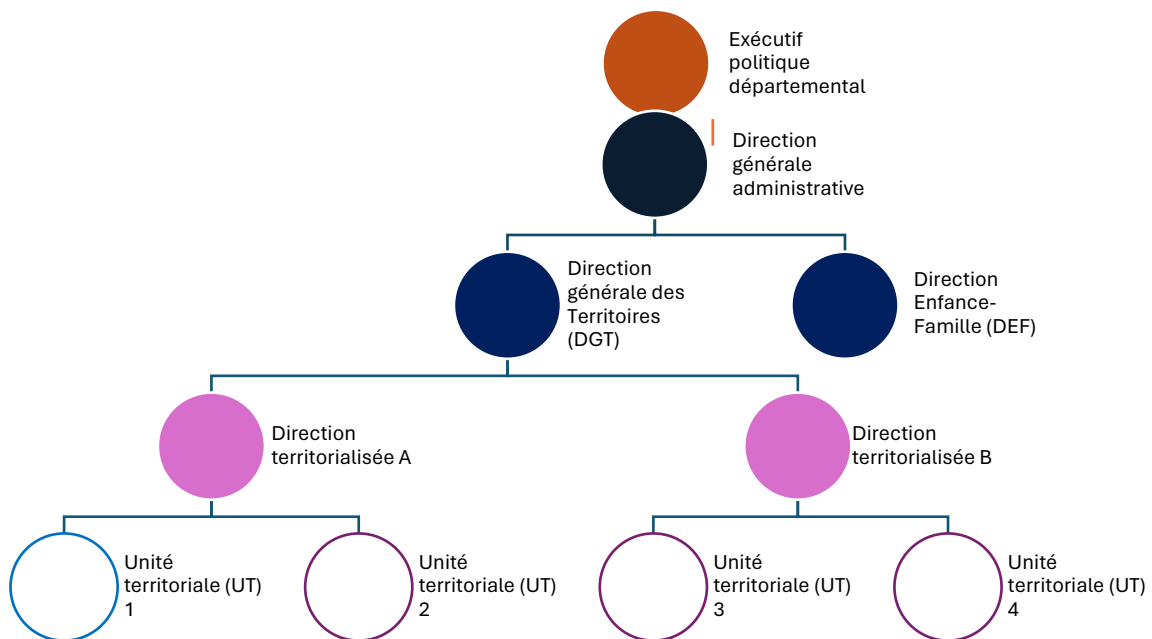 Exécutif
politique
départemental
Direction
générale
administrative
Direction
générale des
Territoires
(DGT)
Direction
Enfance-
Famille (DEF)
Direction
territorialisée A
Direction
territorialisée B
Unité
territoriale (UT)
1
Unité
territoriale (UT)
2
Unité
territoriale (UT)
3
Unité
territoriale (UT)
4